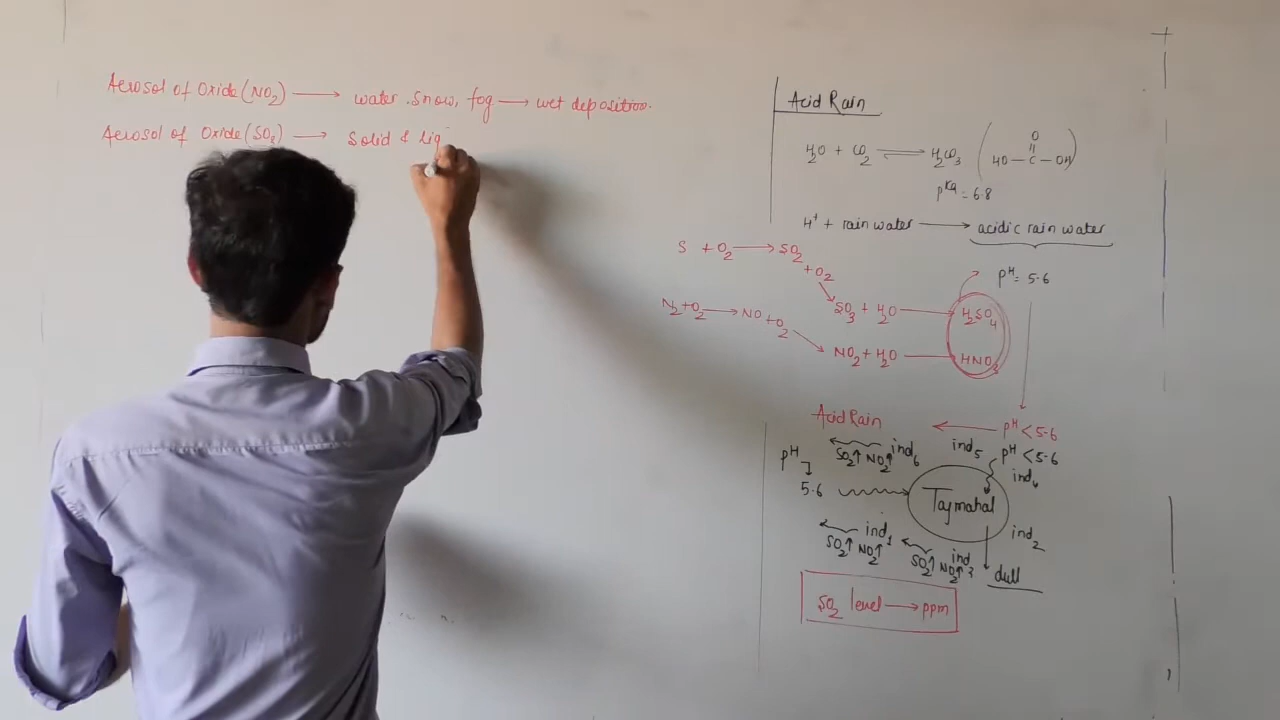 Aerosol of Oxide (NO2) → water, Snow, fog → wet deposition.
Aerosol of Oxide (SO2) → Solid & liq
Acid Rain
H2O + CO2 ⇌ H2CO3 (HO-C-OH)
O
pKa = 6.8
H+ + rain water → acidic rain water
pH = 5.6
S + O2 → SO2
+ O2
SO3 + H2O → H2SO4
N2 + O2 → NO + O2
NO2 + H2O → HNO3
Acid Rain ← pH < 5.6
pH
5.6
SO2↑ NO2↑ ind6
ind5
pH < 5.6
ind4
Tajmahal
ind1
SO2↑ NO2↑
ind3
SO2↑ NO2↑
ind2
dull
SO2 level → ppm